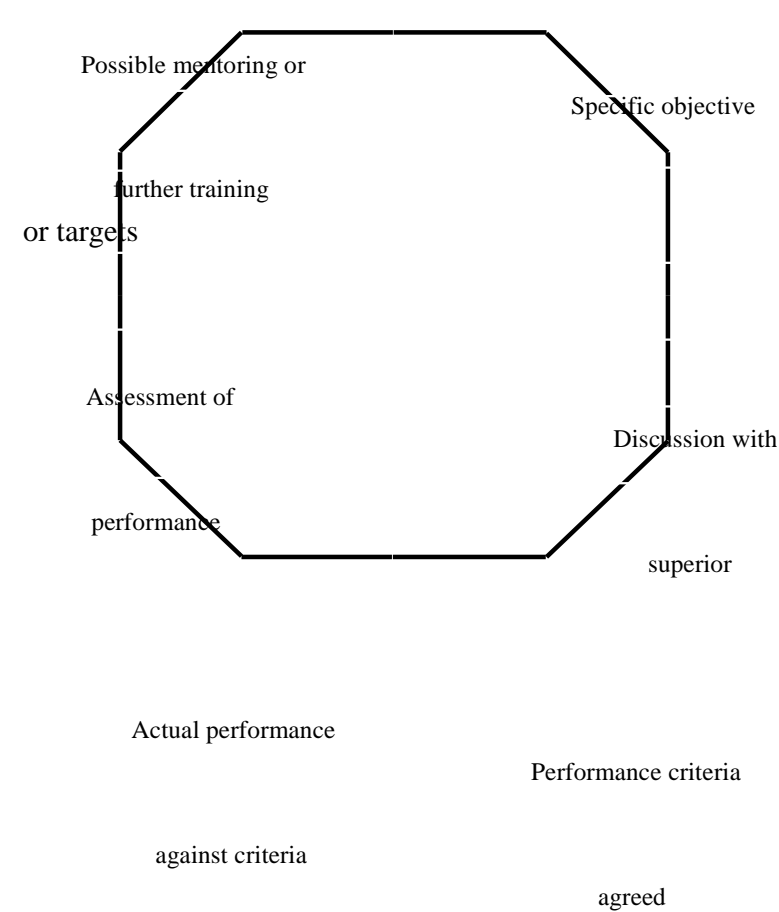 Possible mentoring or
Specific objective
further training
or targets
Assessment of
Discussion with
performance
superior
Actual performance
Performance criteria
against criteria
agreed